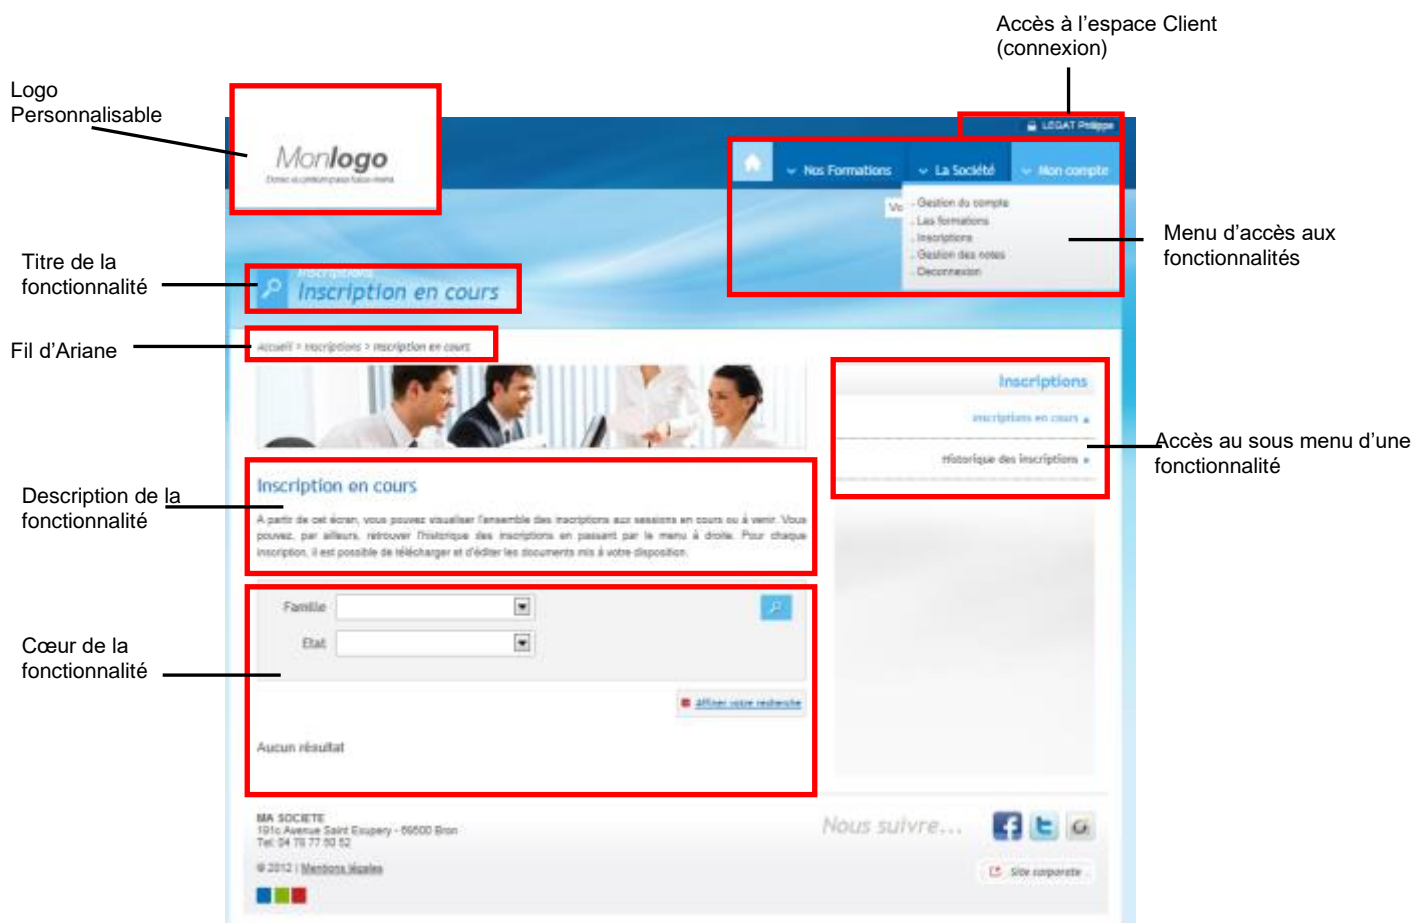 Accès à l’espace Client
(connexion)
Logo
Personnalisable
LEGAT Philippe
Monlogo
Nos Formations
La Société
Mon compte
Vo
Gestion du compte
Les formations
Inscriptions
Gestion des notes
Deconnexion
Menu d’accès aux
fonctionnalités
Titre de la
fonctionnalité
Inscriptions
Inscription en cours
Fil d’Ariane
Accueil > Inscriptions > Inscription en cours
Inscriptions
Inscriptions en cours
Historique des inscriptions
Accès au sous menu d’une
fonctionnalité
Description de la
fonctionnalité
Inscription en cours
A partir de cet écran, vous pouvez visualiser l'ensemble des inscriptions aux sessions en cours ou à venir. Vous
pouvez, par ailleurs, retrouver l'historique des inscriptions en passant par le menu à droite. Pour chaque
inscription, il est possible de télécharger et d'éditer les documents mis à votre disposition.
Cœur de la
fonctionnalité
Famille
Etat
Affiner votre recherche
Aucun résultat
MA SOCIETE
191c Avenue Saint Exupery - 69500 Bron
Tel: 04 78 77 50 52
© 2012 | Mentions légales
Nous suivre...
Site corporate